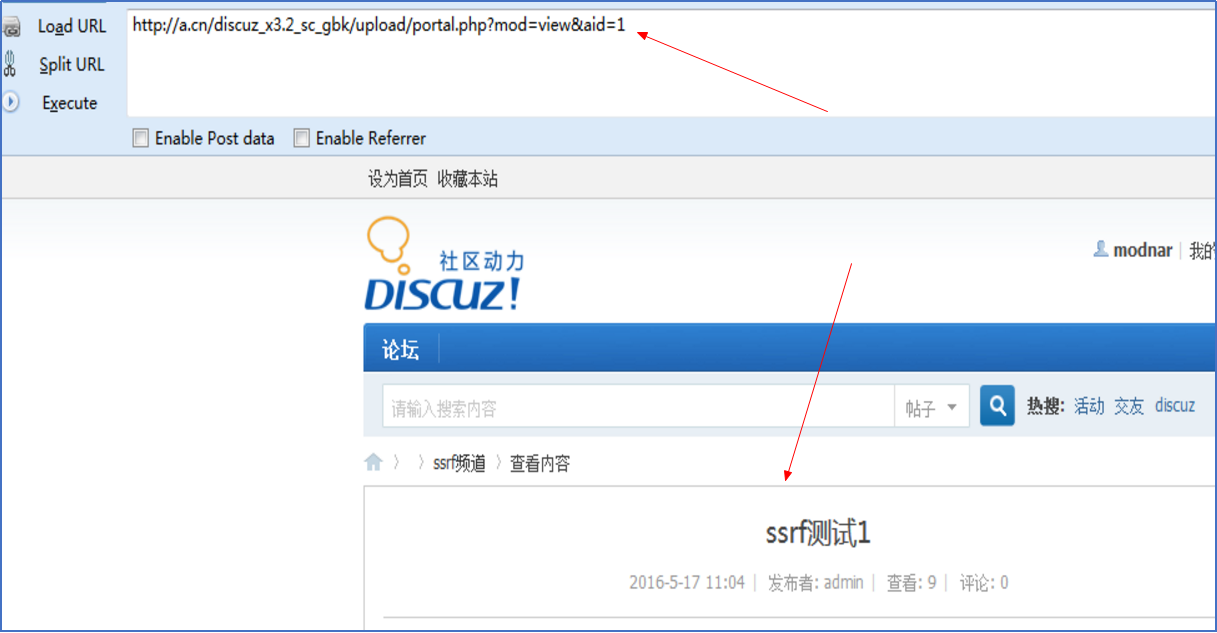 Load URL
http://a.cn/discuz_x3.2_sc_gbk/upload/portal.php?mod=view&aid=1
Split URL
Execute
Enable Post data Enable Referrer
设为首页 收藏本站
社区动力
DISCUZ!
modnar | 我的
论坛
请输入搜索内容 帖子 热搜: 活动 交友 discuz
〉 〉 ssrf频道 〉 查看内容
ssrf测试1
2016-5-17 11:04 | 发布者: admin | 查看: 9 | 评论: 0